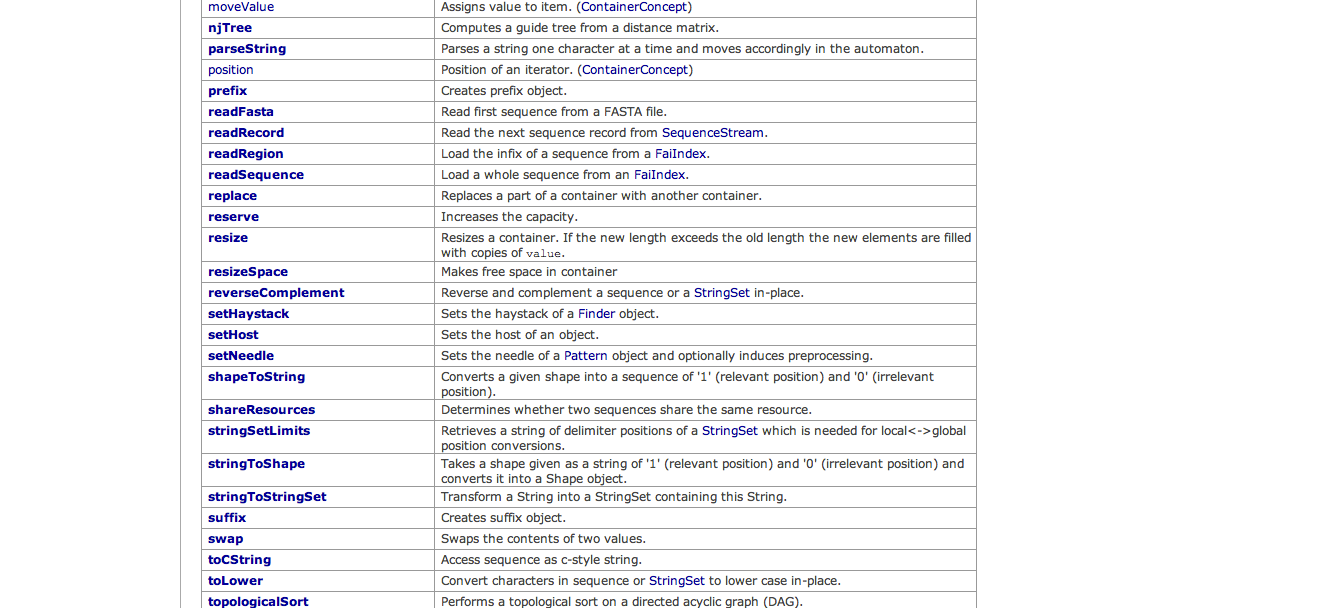 moveValue Assigns value to item. (ContainerConcept)
njTree Computes a guide tree from a distance matrix.
parseString Parses a string one character at a time and moves accordingly in the automaton.
position Position of an iterator. (ContainerConcept)
prefix Creates prefix object.
readFasta Read first sequence from a FASTA file.
readRecord Read the next sequence record from SequenceStream.
readRegion Load the infix of a sequence from a FaiIndex.
readSequence Load a whole sequence from an FaiIndex.
replace Replaces a part of a container with another container.
reserve Increases the capacity.
resize Resizes a container. If the new length exceeds the old length the new elements are filled
with copies of value.
resizeSpace Makes free space in container
reverseComplement Reverse and complement a sequence or a StringSet in-place.
setHaystack Sets the haystack of a Finder object.
setHost Sets the host of an object.
setNeedle Sets the needle of a Pattern object and optionally induces preprocessing.
shapeToString Converts a given shape into a sequence of '1' (relevant position) and '0' (irrelevant
position).
shareResources Determines whether two sequences share the same resource.
stringSetLimits Retrieves a string of delimiter positions of a StringSet which is needed for local<->global
position conversions.
stringToShape Takes a shape given as a string of '1' (relevant position) and '0' (irrelevant position) and
converts it into a Shape object.
stringToStringSet Transform a String into a StringSet containing this String.
suffix Creates suffix object.
swap Swaps the contents of two values.
toCString Access sequence as c-style string.
toLower Convert characters in sequence or StringSet to lower case in-place.
topologicalSort Performs a topological sort on a directed acyclic graph (DAG).